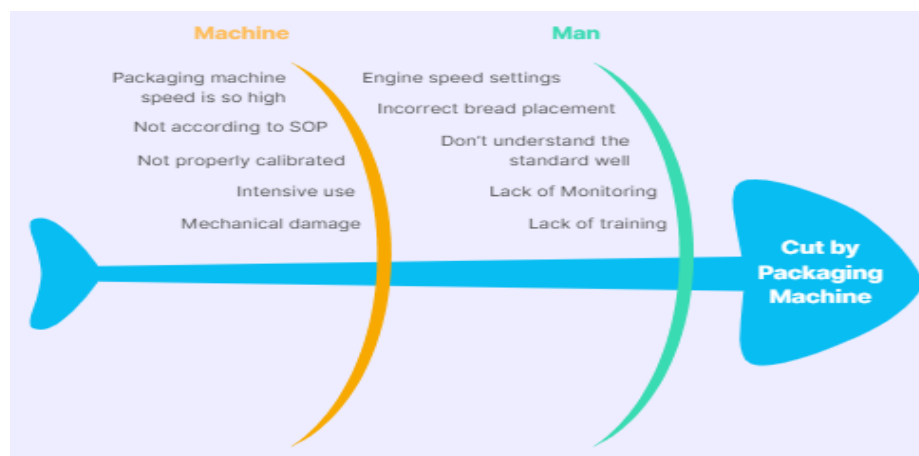 Machine
Packaging machine
speed is so high
Not according to SOP
Not properly calibrated
Intensive use
Mechanical damage
Man
Engine speed settings
Incorrect bread placement
Don't understand the
standard well
Lack of Monitoring
Lack of training
Cut by
Packaging
Machine